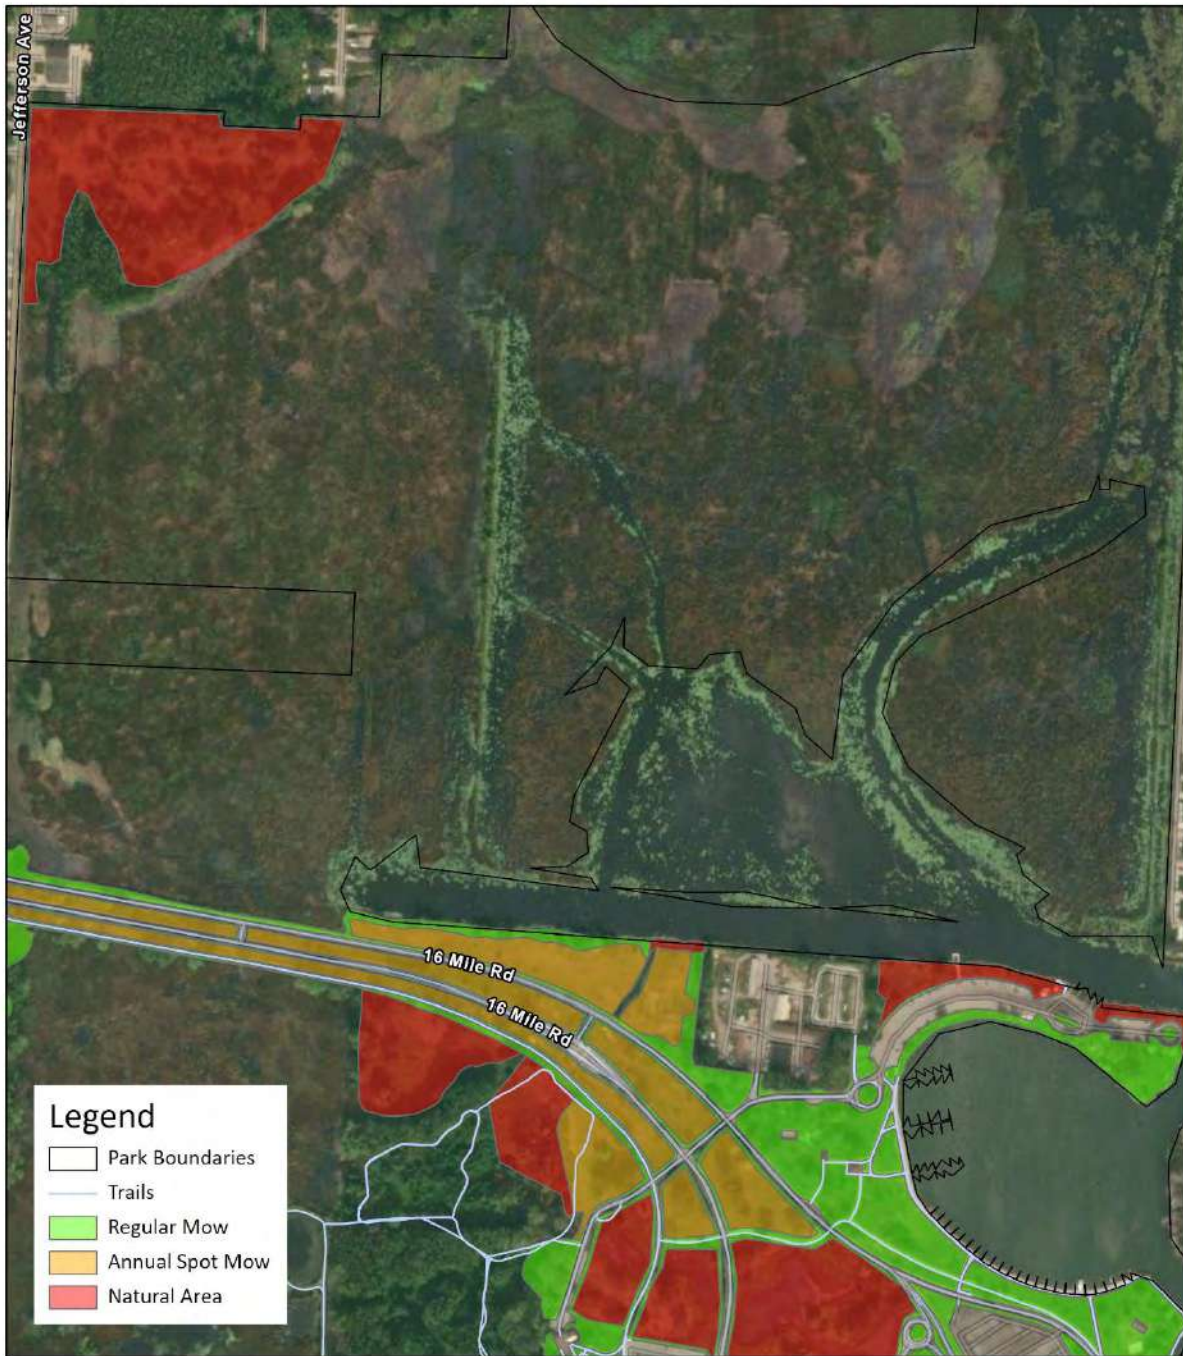 Jefferson Ave
16 Mile Rd
16 Mile Rd
Legend
Park Boundaries
Trails
Regular Mow
Annual Spot Mow
Natural Area